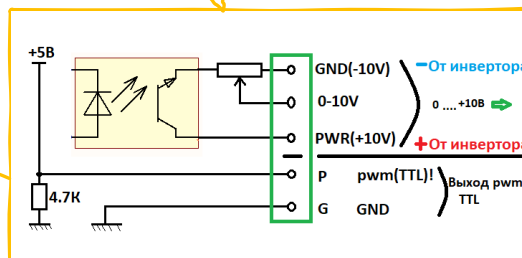 +5В
GND(-10V)
От инвертора
0-10V
0 .... +10В
PWR(+10V)
От инвертора
P pwm(TTL)!
Выход pwm
TTL
4.7К
G GND